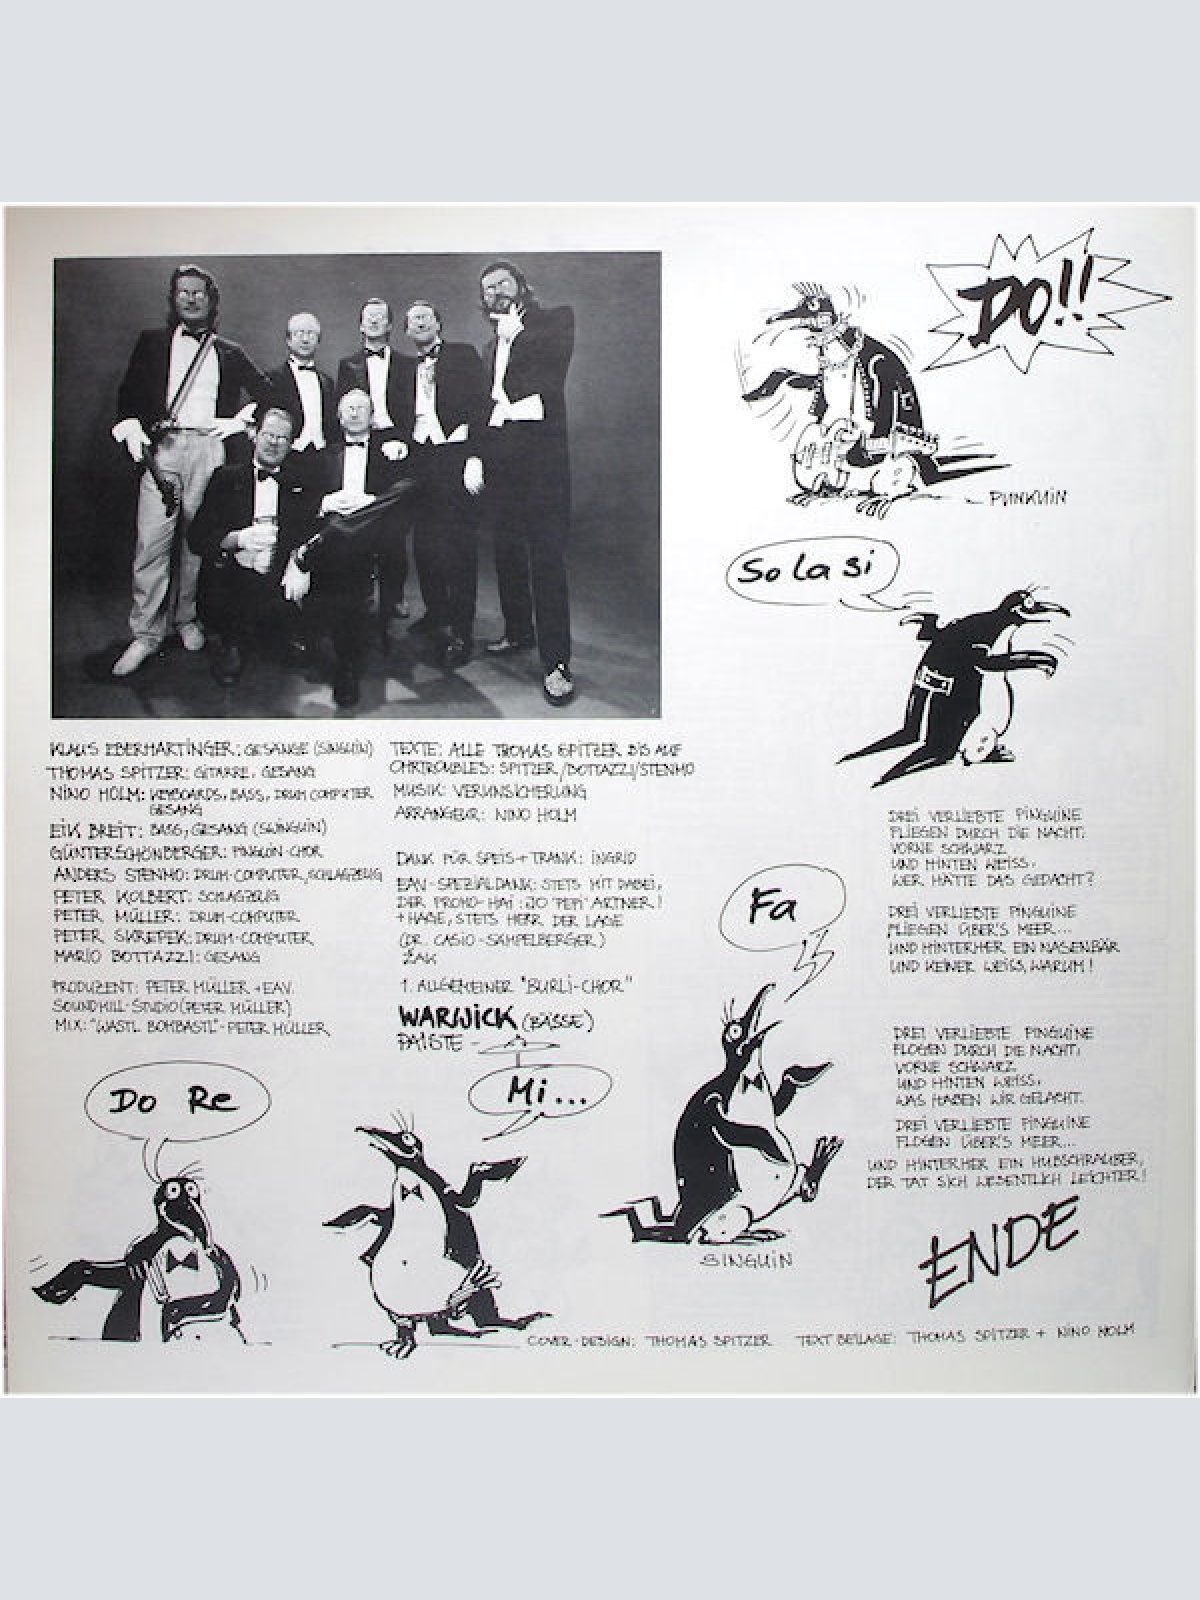 DO!!
PUNKUIN
So La si
KLAUS EBERHARTINGER: GESÄNGE (SINGUIN)
THOMAS SPITZER: GITARRE, GESANG
NINO HOLM: KEYBOARDS, BASS, DRUM COMPUTER
GESANG
EIK BREIT: BASS, GESANG (SWINGUIN)
GÜNTER SCHÖNBERGER: PINGUIN-CHOR
ANDERS STENMO: DRUM-COMPUTER, SCHLAGZEUG
PETER KOLBERT: SCHLAGZEUG
PETER MÜLLER: DRUM-COMPUTER
PETER SKREPEK: DRUM-COMPUTER
MARIO BOTTAZZI: GESANG
PRODUZENT: PETER MÜLLER + EAV.
SOUNDMILL-STUDIO (PETER MÜLLER)
MIX: "WASTL BOMBASTL"-PETER MÜLLER
TEXTE: ALLE THOMAS SPITZER BIS AUF
OHRTROUBLES: SPITZER/BOTTAZZI/STENMO
MUSIK: VERUNSICHERUNG
ARRANGEUR: NINO HOLM
DANK FÜR SPEIS + TRANK: INGRID
EAV-SPEZIALDANK: STETS MIT DABEI,
DER PROMO-HAI: JO 'PEPI' ARTNER!
+ HAGE, STETS HERR DER LAGE
(DR. CASIO-SAMPELBERGER)
ZAK
1. ALLGEMEINER "BURLI-CHOR"
WARWICK (BÄSSE)
PAISTE -
DREI VERLIEBTE PINGUINE
FLIEGEN DURCH DIE NACHT,
VORNE SCHWARZ
UND HINTEN WEISS,
WER HÄTTE DAS GEDACHT?
DREI VERLIEBTE PINGUINE
FLIEGEN ÜBER'S MEER...
UND HINTERHER EIN NASENBÄR
UND KEINER WEISS, WARUM!
DREI VERLIEBTE PINGUINE
FLOGEN DURCH DIE NACHT,
VORNE SCHWARZ
UND HINTEN WEISS,
WAS HABEN WIR GELACHT.
DREI VERLIEBTE PINGUINE
FLOGEN ÜBER'S MEER...
UND HINTERHER EIN HUBSCHRAUBER,
DER TAT SICH WESENTLICH LEICHTER!
ENDE
Do Re
Mi...
Fa
SINGUIN
COVER-DESIGN: THOMAS SPITZER TEXT BEILAGE: THOMAS SPITZER + NINO HOLM